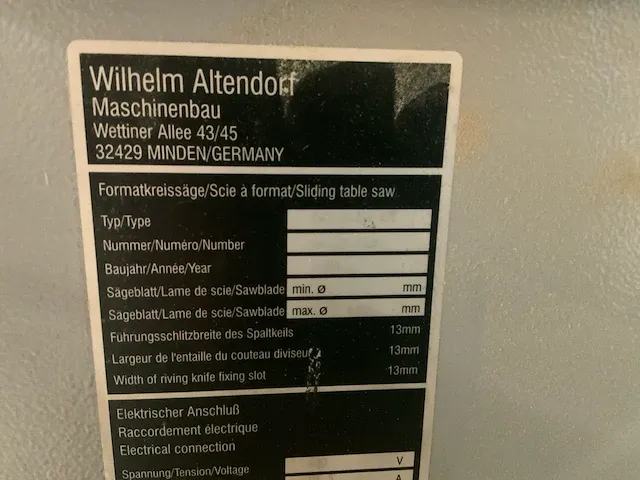 Wilhelm Altendorf
Maschinenbau
Wettiner Allee 43/45
32429 MINDEN/GERMANY
Formatkreissäge/Scie à format/Sliding table saw
Typ/Type
Nummer/Numéro/Number
Baujahr/Année/Year
Sägeblatt/Lame de scie/Sawblade min. ø mm
Sägeblatt/Lame de scie/Sawblade max. ø mm
Führungsschlitzbreite des Spaltkeils 13mm
Largeur de l'entaille du couteau diviseur 13mm
Width of riving knife fixing slot 13mm
Elektrischer Anschluß
Raccordement électrique
Electrical connection
Spannung/Tension/Voltage V
A